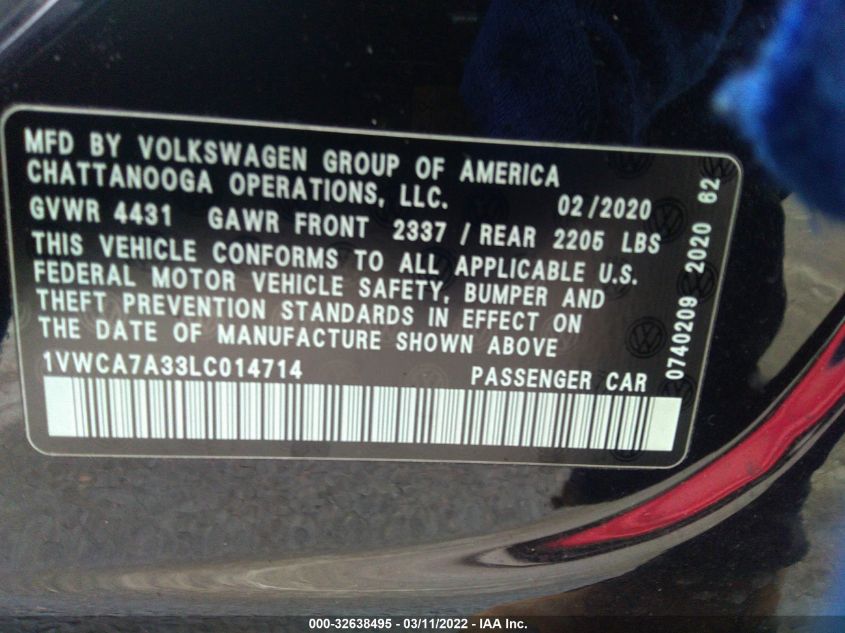 MFD BY VOLKSWAGEN GROUP OF AMERICA
CHATTANOOGA OPERATIONS, LLC. 02/2020
GVWR 4431 GAWR FRONT 2337 / REAR 2205 LBS
THIS VEHICLE CONFORMS TO ALL APPLICABLE U.S.
FEDERAL MOTOR VEHICLE SAFETY, BUMPER AND
THEFT PREVENTION STANDARDS IN EFFECT ON
THE DATE OF MANUFACTURE SHOWN ABOVE
1VWCA7A33LC014714 PASSENGER CAR
0740209 2020 62
000-32638495 - 03/11/2022 - IAA Inc.